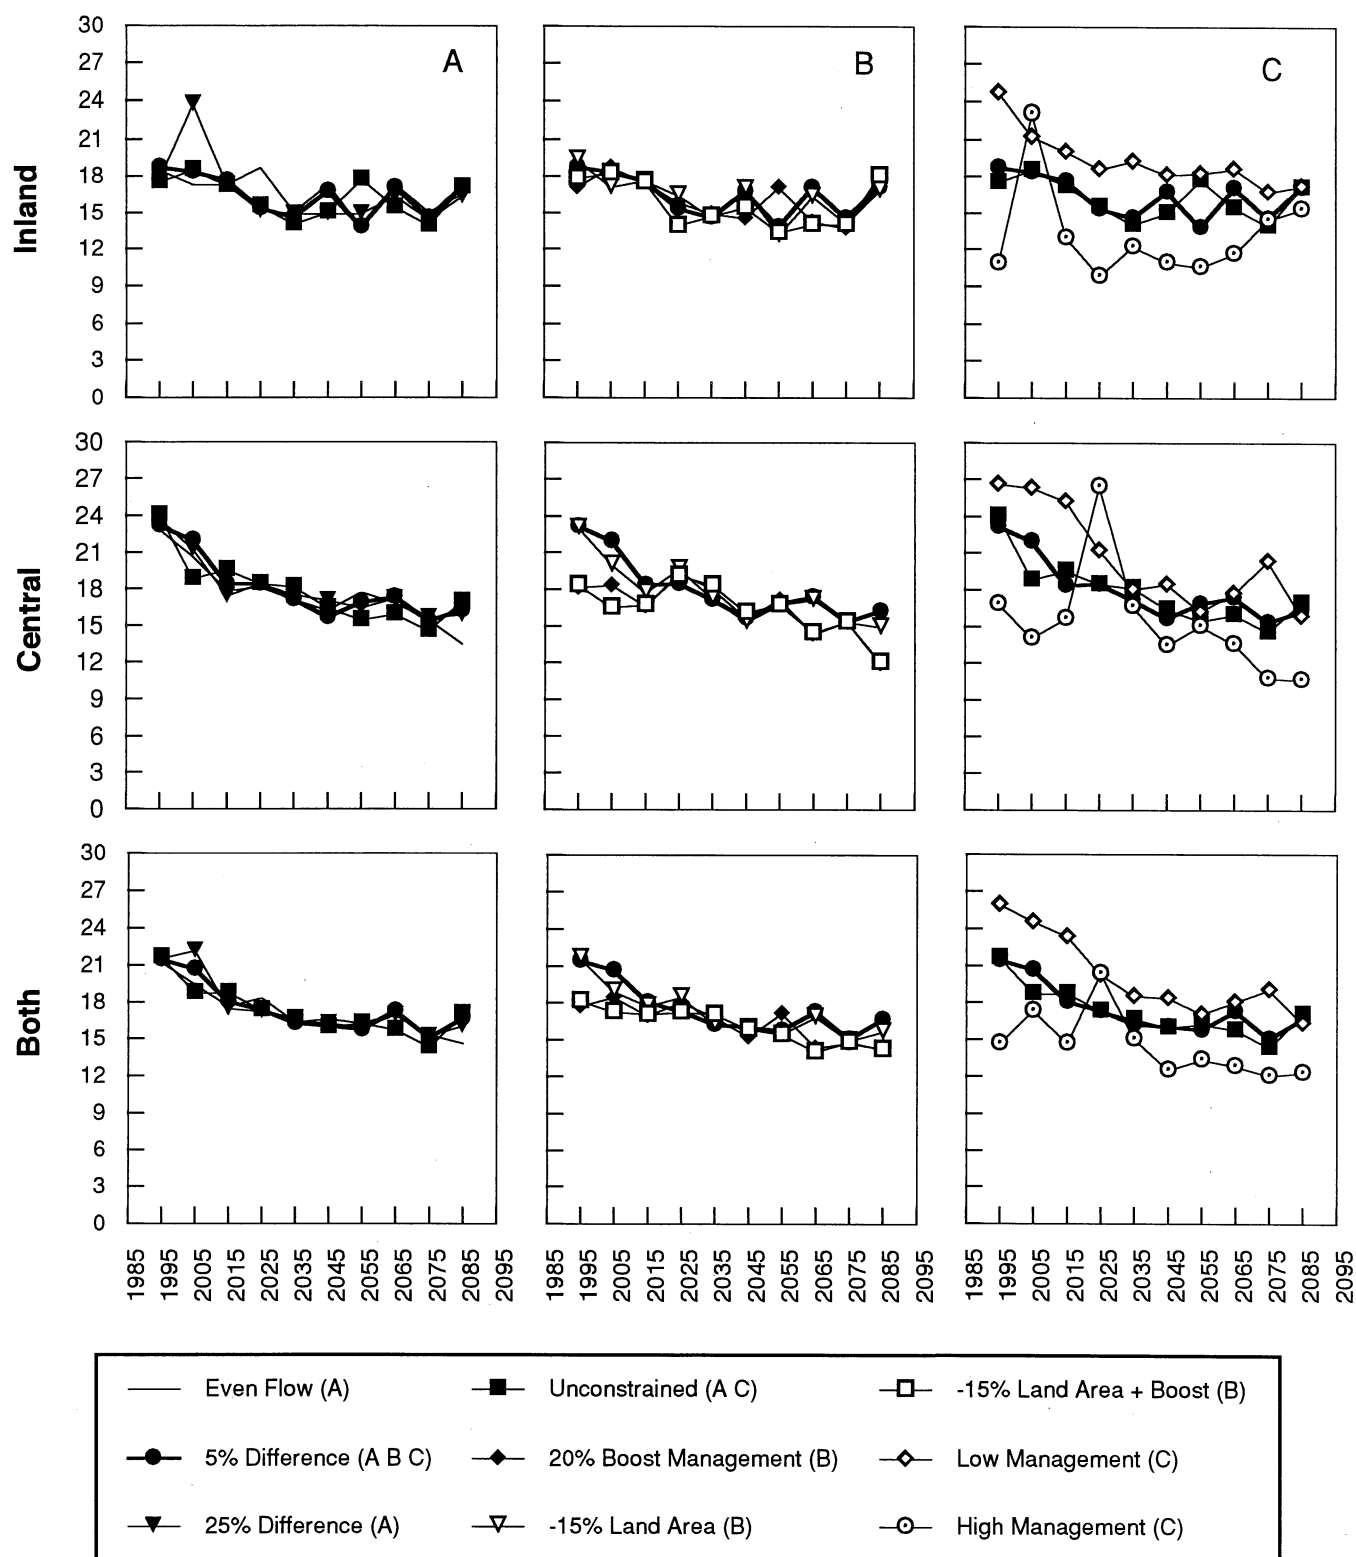 30
27
24
21
18
15
12
9
6
3
0
Inland
A
B
C
30
27
24
21
18
15
12
9
6
3
0
Central
30
27
24
21
18
15
12
9
6
3
0
Both
1985 1995 2005 2015 2025 2035 2045 2055 2065 2075 2085 2095
1985 1995 2005 2015 2025 2035 2045 2055 2065 2075 2085 2095
1985 1995 2005 2015 2025 2035 2045 2055 2065 2075 2085 2095
Even Flow (A) Unconstrained (A C) -15% Land Area + Boost (B)
5% Difference (A B C) 20% Boost Management (B) Low Management (C)
25% Difference (A) -15% Land Area (B) High Management (C)